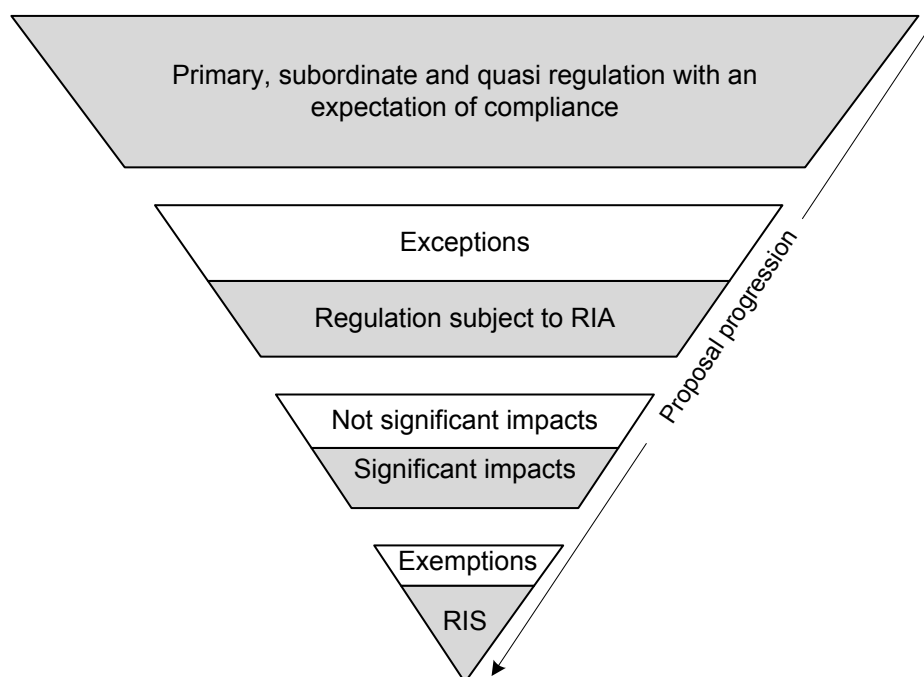 Primary, subordinate and quasi regulation with an
expectation of compliance
Exceptions
Regulation subject to RIA
Proposal progression
Not significant impacts
Significant impacts
Exemptions
RIS